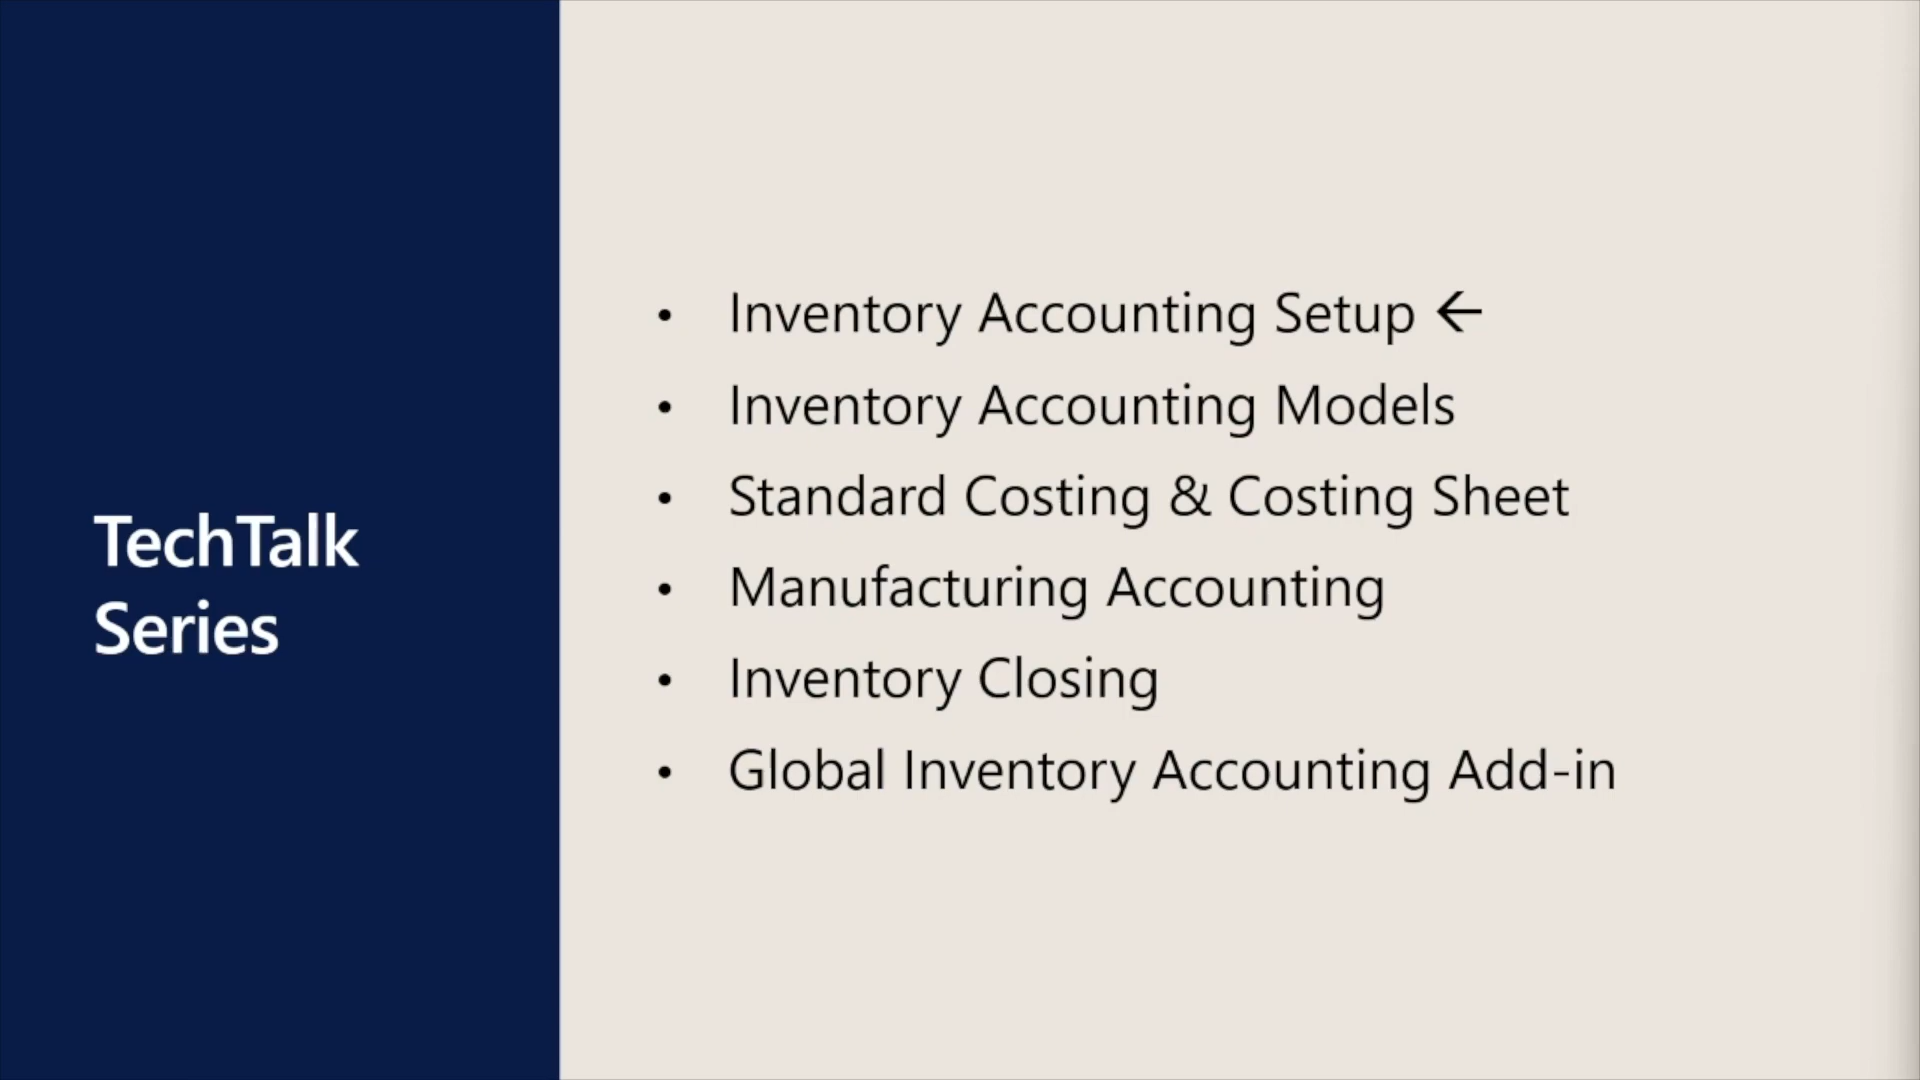 TechTalk
Series
• Inventory Accounting Setup ←
• Inventory Accounting Models
• Standard Costing & Costing Sheet
• Manufacturing Accounting
• Inventory Closing
• Global Inventory Accounting Add-in